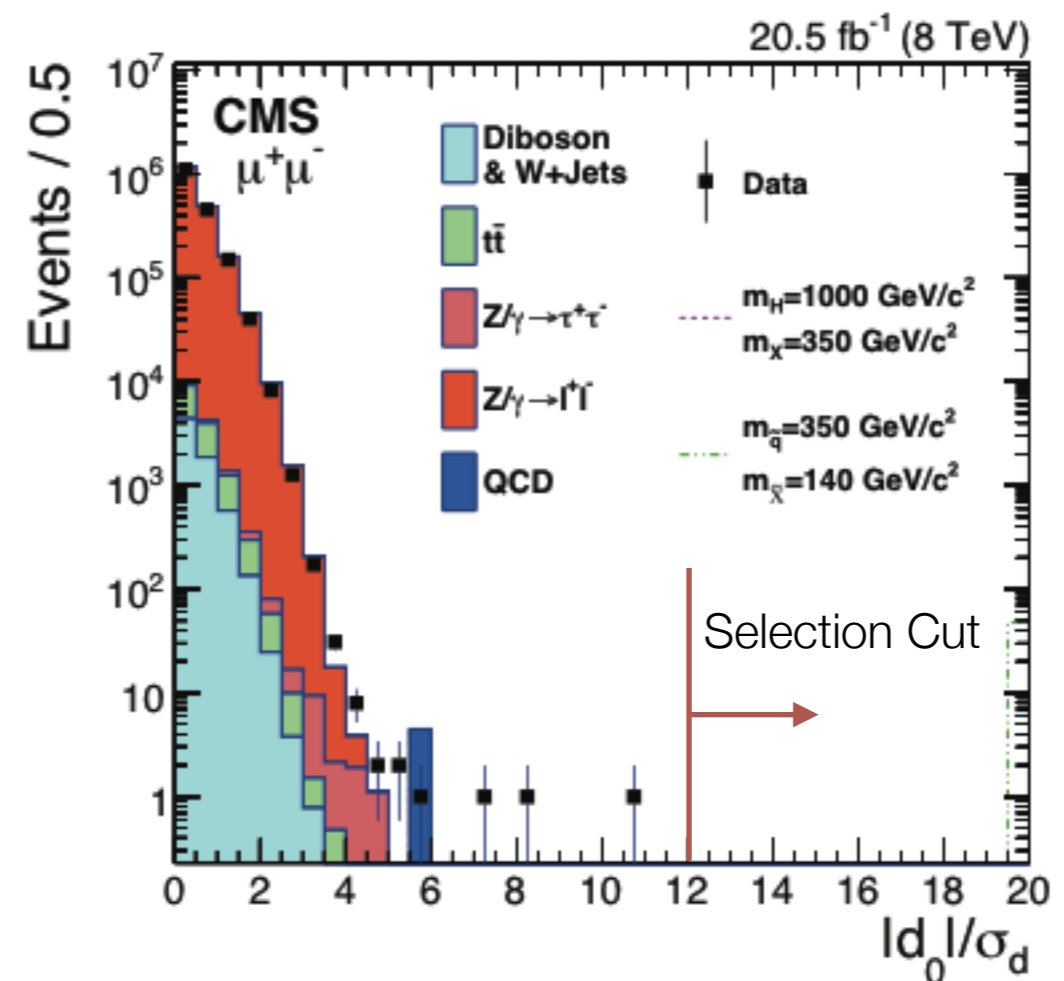 20.5 fb⁻¹ (8 TeV)
Events / 0.5
10⁷
10⁶
10⁵
10⁴
10³
10²
10
1
CMS
μ⁺μ⁻
Diboson
& W+Jets
tt̄
Z/γ→τ⁺τ⁻
Z/γ→l⁺l⁻
QCD
Data
m_H=1000 GeV/c²
m_X=350 GeV/c²
m_q̃=350 GeV/c²
m_χ̃=140 GeV/c²
Selection Cut
0 2 4 6 8 10 12 14 16 18 20
|d₀|/σ_d